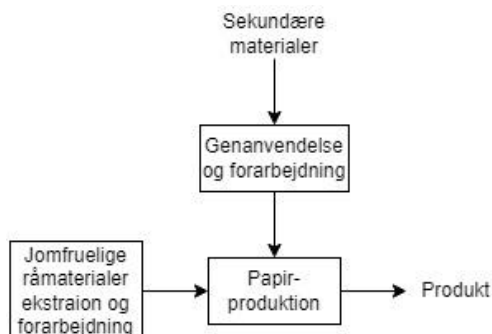 Sekundære
materialer
Genanvendelse
og forarbejdning
Jomfruelige
råmaterialer
ekstraion og
forarbejdning
Papir-
produktion
Produkt